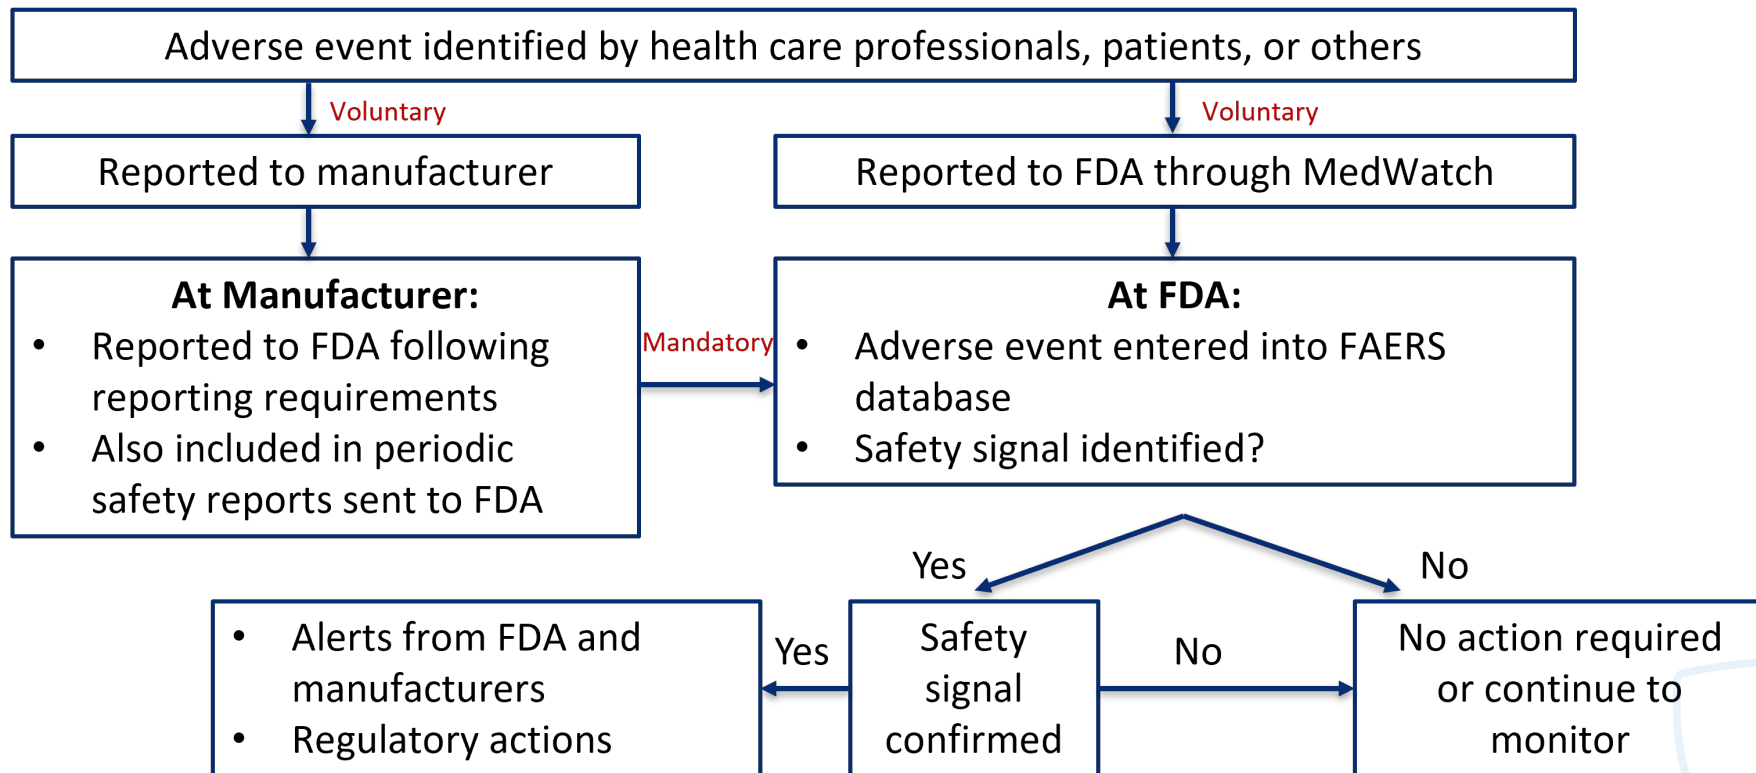 Adverse event identified by health care professionals, patients, or others
Voluntary
Voluntary
Reported to manufacturer
Reported to FDA through MedWatch
At Manufacturer:
• Reported to FDA following
reporting requirements
• Also included in periodic
safety reports sent to FDA
Mandatory
At FDA:
• Adverse event entered into FAERS
database
• Safety signal identified?
Yes
No
• Alerts from FDA and
manufacturers
• Regulatory actions
Yes
Safety
signal
confirmed
No
No action required
or continue to
monitor